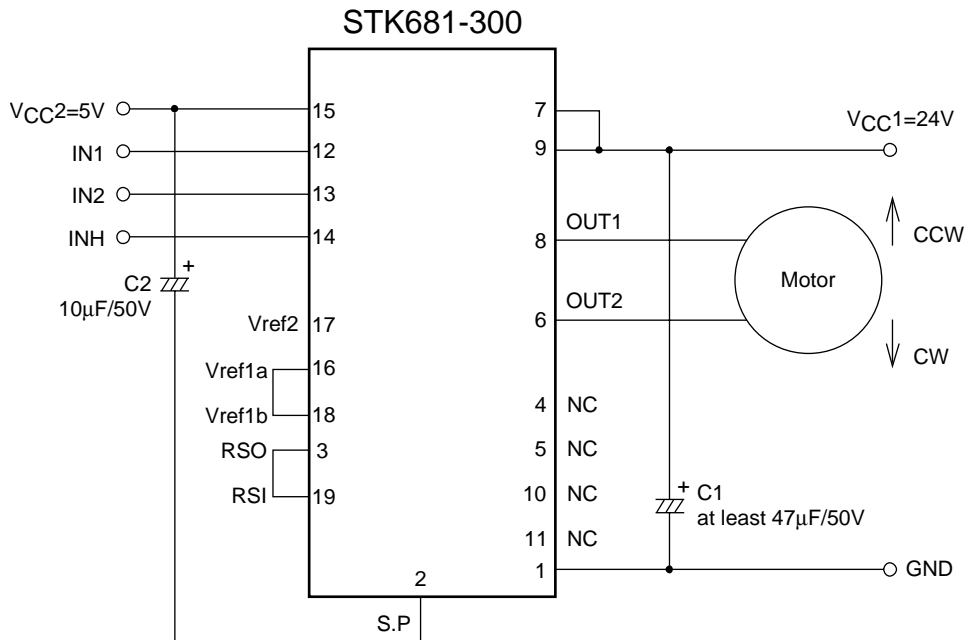 STK681-300
VCC2=5V
15
7
VCC1=24V
IN1
12
9
IN2
13
INH
14
8
OUT1
CCW
C2
+
10μF/50V
Motor
Vref2
17
6
OUT2
CW
Vref1a
16
Vref1b
18
4
NC
RSO
3
5
NC
RSI
19
10
NC
+
C1
at least 47μF/50V
11
NC
1
GND
2
S.P